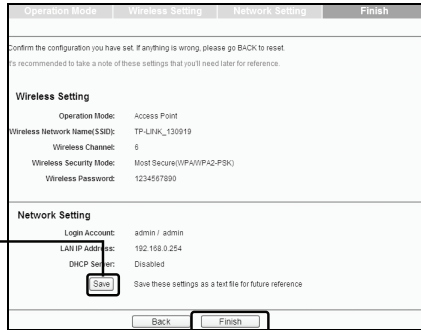 Operation Mode Wireless Setting Network Setting Finish
Confirm the configuration you have set. If anything is wrong, please go BACK to reset.
It's recommended to take a note of these settings that you'll need later for reference.
Wireless Setting
Operation Mode: Access Point
Wireless Network Name(SSID): TP-LINK_130919
Wireless Channel: 6
Wireless Security Mode: Most Secure(WPA/WPA2-PSK)
Wireless Password: 1234567890
Network Setting
Login Account: admin / admin
LAN IP Address: 192.168.0.254
DHCP Server: Disabled
Save Save these settings as a text file for future reference
Back Finish